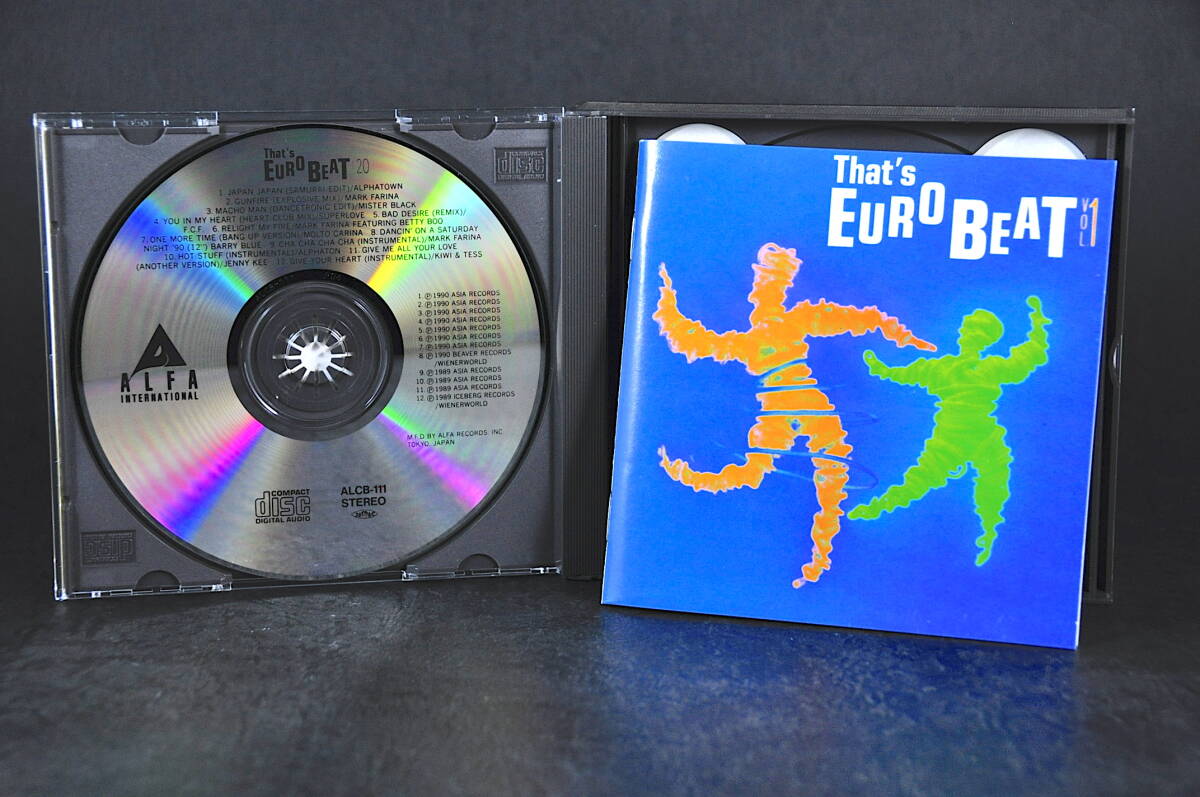 That's
EURO BEAT 20
1. JAPAN JAPAN (SAMURAI EDIT)/ALPHATOWN
2. GUNFIRE (EXPLOSIVE MIX)/MARK FARINA
3. MACHO MAN (DANCETRONIC EDIT)/MISTER BLACK
4. YOU IN MY HEART (HEART CLUB MIX)/SUPERLOVE 5. BAD DESIRE (REMIX)/
F.C.F. 6. RELIGHT MY FIRE/MARK FARINA FEATURING BETTY BOO
7. ONE MORE TIME (BANG UP VERSION)/MOLTO CARINA 8. DANCIN' ON A SATURDAY
NIGHT '90 (12") BARRY BLUE 9. CHA CHA CHA CHA (INSTRUMENTAL)/MARK FARINA
10. HOT STUFF (INSTRUMENTAL)/ALPHATON 11. GIVE ME ALL YOUR LOVE
(ANOTHER VERSION)/JENNY KEE 12. GIVE YOUR HEART (INSTRUMENTAL)/KIWI & TESS
1. Ⓟ 1990 ASIA RECORDS
2. Ⓟ 1990 ASIA RECORDS
3. Ⓟ 1990 ASIA RECORDS
4. Ⓟ 1990 ASIA RECORDS
5. Ⓟ 1990 ASIA RECORDS
6. Ⓟ 1990 ASIA RECORDS
7. Ⓟ 1990 ASIA RECORDS
8. Ⓟ 1990 BEAVER RECORDS
/WIENERWORLD
9. Ⓟ 1989 ASIA RECORDS
10. Ⓟ 1989 ASIA RECORDS
11. Ⓟ 1989 ASIA RECORDS
12. Ⓟ 1989 ICEBERG RECORDS
/WIENERWORLD
ALFA
INTERNATIONAL
M.F.D BY ALFA RECORDS, INC.
TOKYO, JAPAN
COMPACT
disc
DIGITAL AUDIO
ALCB-111
STEREO
COMPACT
disc
DIGITAL AUDIO
That's
EURO BEAT
VOL 1